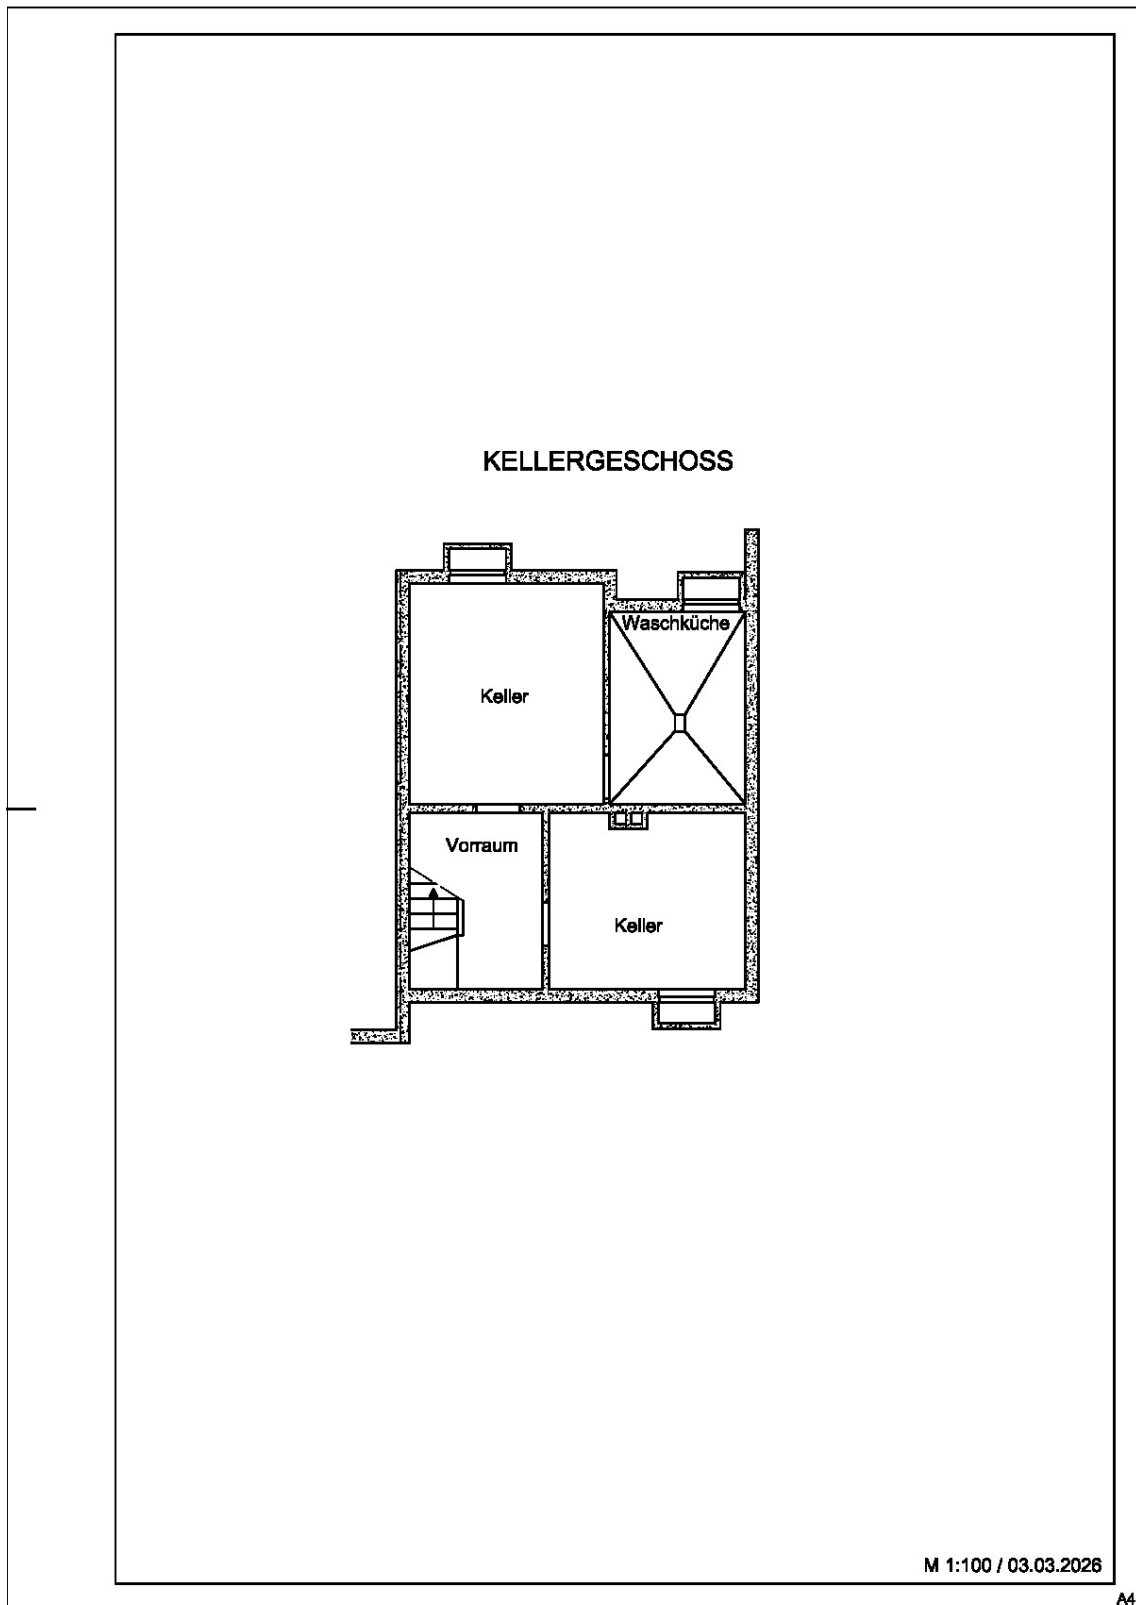 KELLERGESCHOSS
Waschküche
Keller
Vorraum
Keller
M 1:100 / 03.03.2026
A4